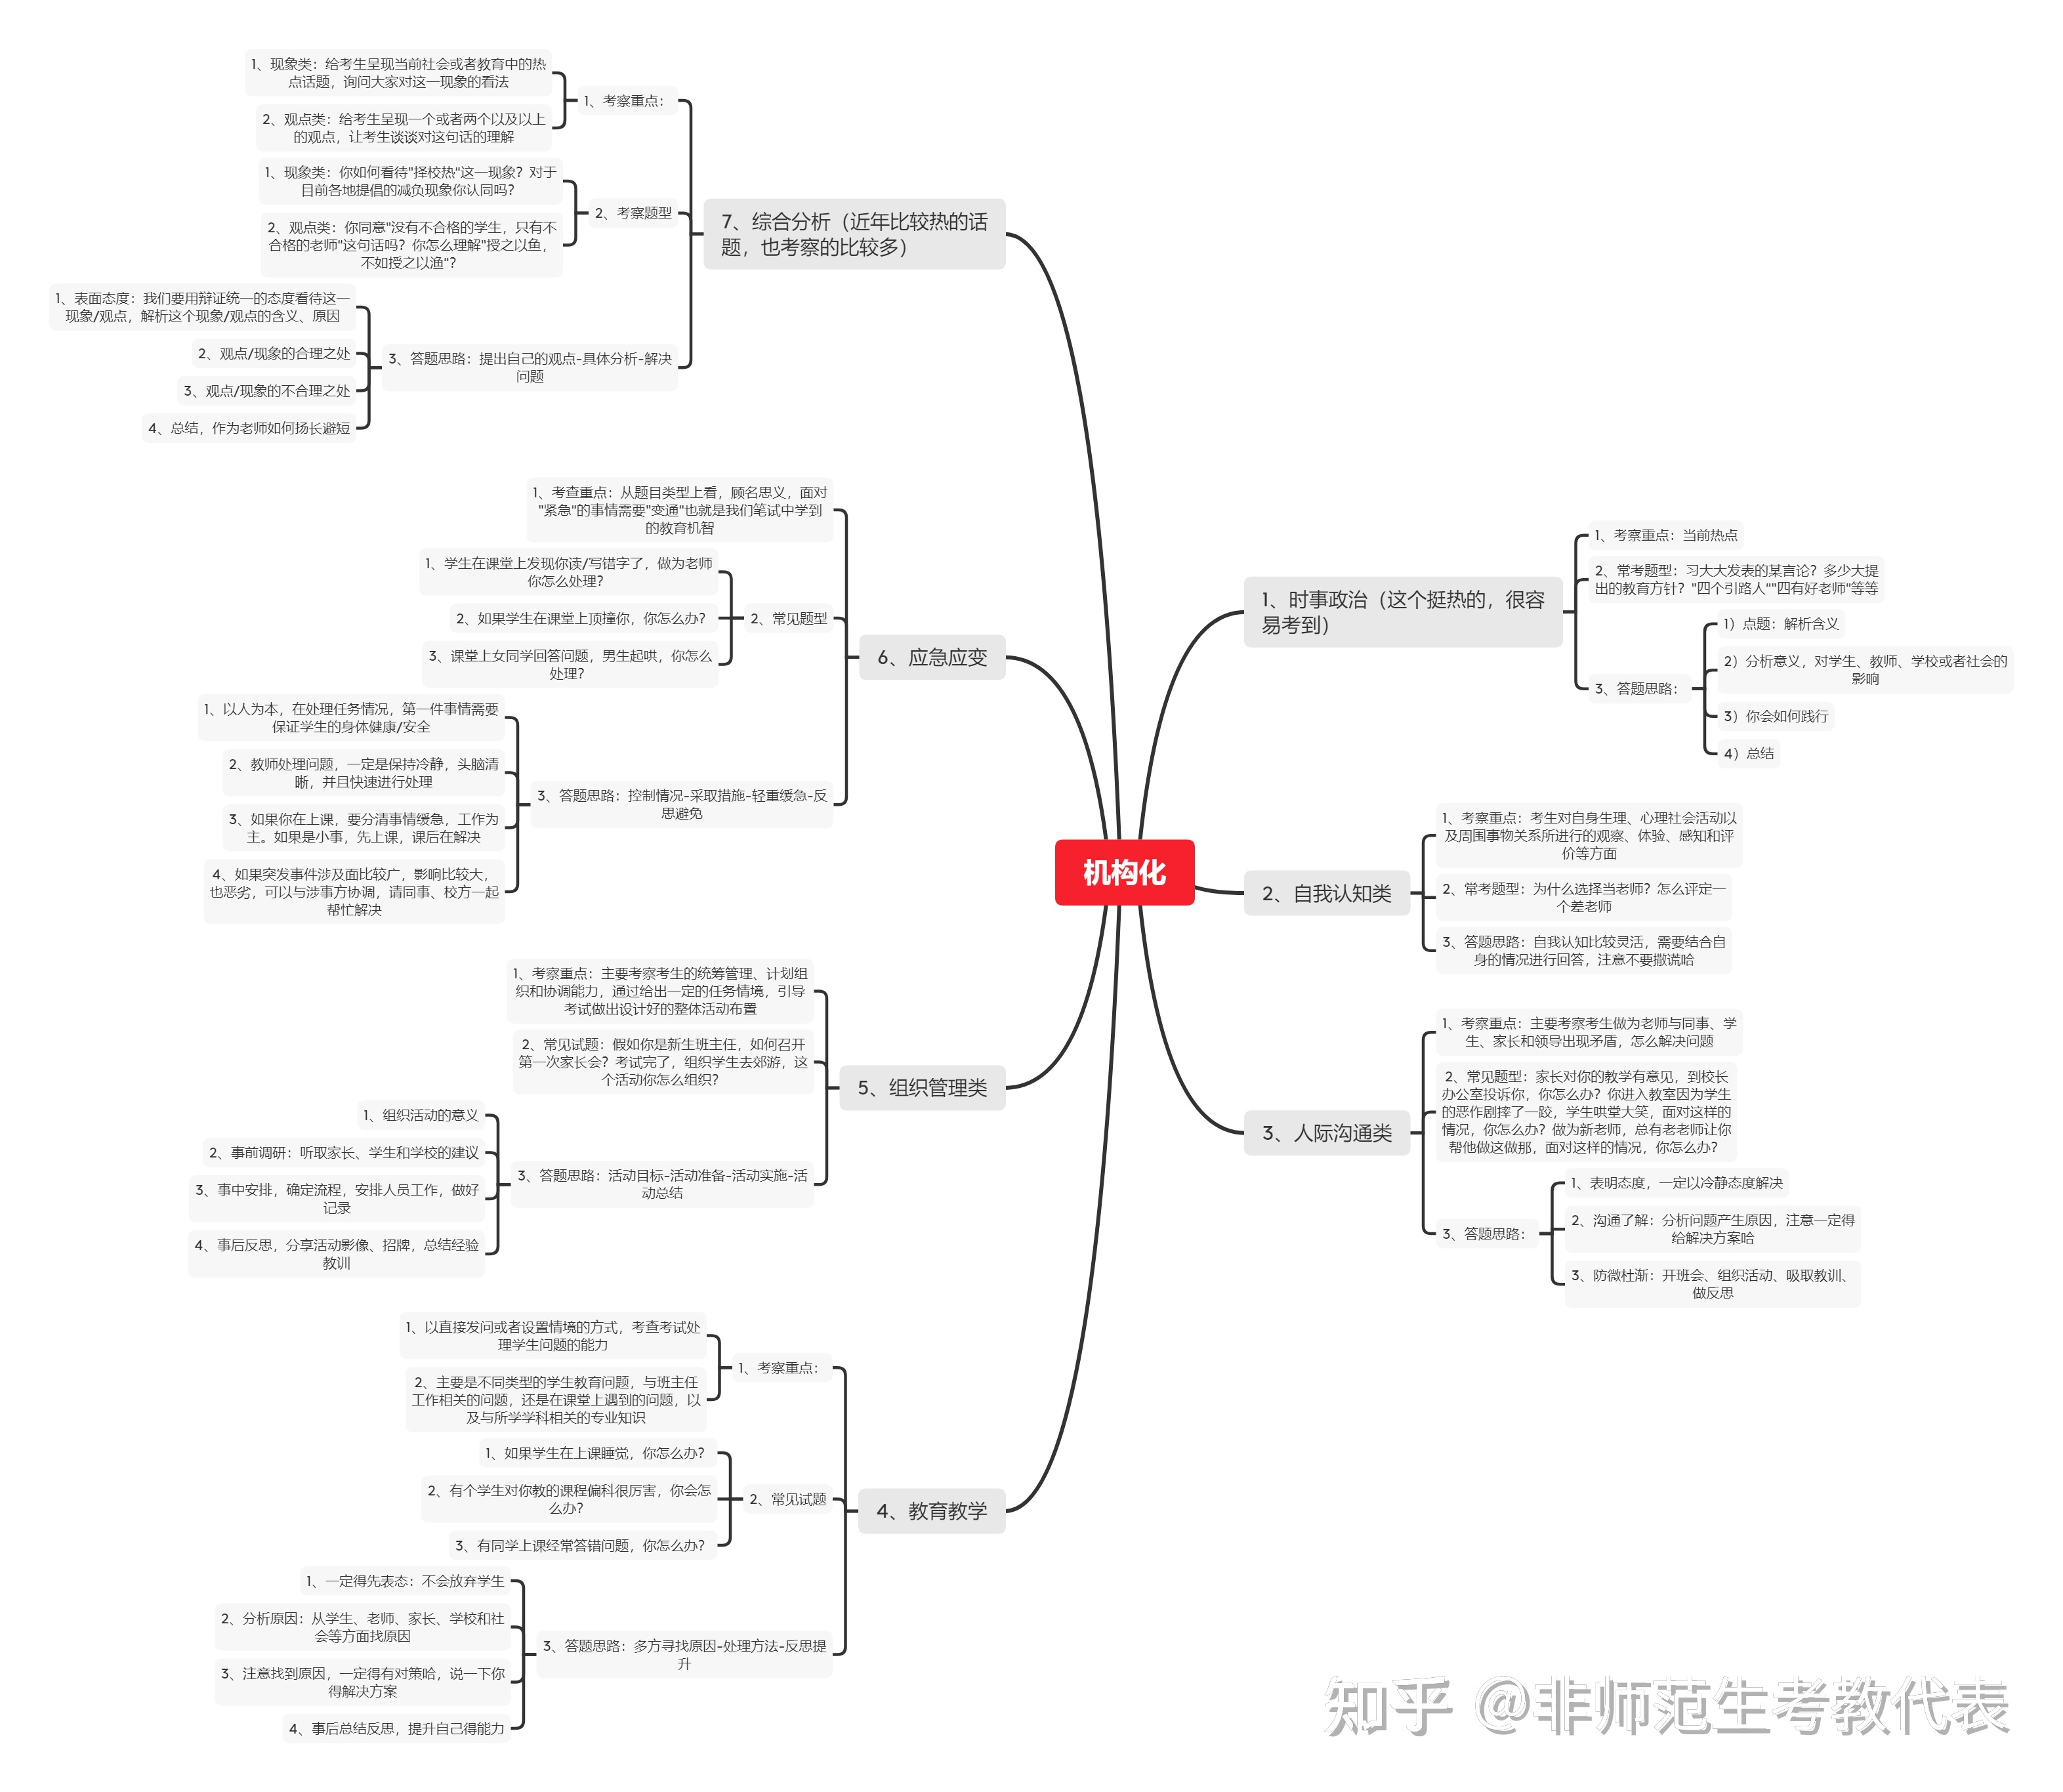 机构化
1、时事政治（这个挺热的，很容
易考到）
1、考察重点：当前热点
2、常考题型：习大大发表的某言论？多少大提
出的教育方针？"四个引路人""四有好老师"等等
3、答题思路：
1）点题：解析含义
2）分析意义，对学生、教师、学校或者社会的
影响
3）你会如何践行
4）总结
2、自我认知类
1、考察重点：考生对自身生理、心理社会活动以
及周围事物关系所进行的观察、体验、感知和评
价等方面
2、常考题型：为什么选择当老师？怎么评定一
个差老师
3、答题思路：自我认知比较灵活，需要结合自
身的情况进行回答，注意不要撒谎哈
3、人际沟通类
1、考察重点：主要考察考生做为老师与同事、学
生、家长和领导出现矛盾，怎么解决问题
2、常见题型：家长对你的教学有意见，到校长
办公室投诉你，你怎么办？你进入教室因为学生
的恶作剧摔了一跤，学生哄堂大笑，面对这样的
情况，你怎么办？做为新老师，总有老老师让你
帮他做这做那，面对这样的情况，你怎么办？
3、答题思路：
1、表明态度，一定以冷静态度解决
2、沟通了解：分析问题产生原因，注意一定得
给解决方案哈
3、防微杜渐：开班会、组织活动、吸取教训、
做反思
4、教育教学
1、考察重点：
1、以直接发问或者设置情境的方式，考查考试处
理学生问题的能力
2、主要是不同类型的学生教育问题，与班主任
工作相关的问题，还是在课堂上遇到的问题，以
及与所学学科相关的专业知识
2、常见试题
1、如果学生在上课睡觉，你怎么办？
2、有个学生对你教的课程偏科很厉害，你会怎
么办？
3、有同学上课经常答错问题，你怎么办？
3、答题思路：多方寻找原因-处理方法-反思提
升
1、一定得先表态：不会放弃学生
2、分析原因：从学生、老师、家长、学校和社
会等方面找原因
3、注意找到原因，一定得有对策哈，说一下你
得解决方案
4、事后总结反思，提升自己得能力
5、组织管理类
1、考察重点：主要考察考生的统筹管理、计划组
织和协调能力，通过给出一定的任务情境，引导
考试做出设计好的整体活动布置
2、常见试题：假如你是新生班主任，如何召开
第一次家长会？考试完了，组织学生去郊游，这
个活动你怎么组织？
3、答题思路：活动目标-活动准备-活动实施-活
动总结
1、组织活动的意义
2、事前调研：听取家长、学生和学校的建议
3、事中安排，确定流程，安排人员工作，做好
记录
4、事后反思，分享活动影像、招牌，总结经验
教训
6、应急应变
1、考查重点：从题目类型上看，顾名思义，面对
"紧急"的事情需要"变通"也就是我们笔试中学到
的教育机智
2、常见题型
1、学生在课堂上发现你读/写错字了，做为老师
你怎么处理？
2、如果学生在课堂上顶撞你，你怎么办？
3、课堂上女同学回答问题，男生起哄，你怎么
处理？
3、答题思路：控制情况-采取措施-轻重缓急-反
思避免
1、以人为本，在处理任务情况，第一件事情需要
保证学生的身体健康/安全
2、教师处理问题，一定是保持冷静，头脑清
晰，并且快速进行处理
3、如果你在上课，要分清事情缓急，工作为
主。如果是小事，先上课，课后在解决
4、如果突发事件涉及面比较广，影响比较大，
也恶劣，可以与涉事方协调，请同事、校方一起
帮忙解决
7、综合分析（近年比较热的话
题，也考察的比较多）
1、考察重点：
1、现象类：给考生呈现当前社会或者教育中的热
点话题，询问大家对这一现象的看法
2、观点类：给考生呈现一个或者两个以及以上
的观点，让考生谈谈对这句话的理解
2、考察题型
1、现象类：你如何看待"择校热"这一现象？对于
目前各地提倡的减负现象你认同吗？
2、观点类：你同意"没有不合格的学生，只有不
合格的老师"这句话吗？你怎么理解"授之以鱼，
不如授之以渔"？
3、答题思路：提出自己的观点-具体分析-解决
问题
1、表面态度：我们要用辩证统一的态度看待这一
现象/观点，解析这个现象/观点的含义、原因
2、观点/现象的合理之处
3、观点/现象的不合理之处
4、总结，作为老师如何扬长避短
知乎 @非师范生考教代表